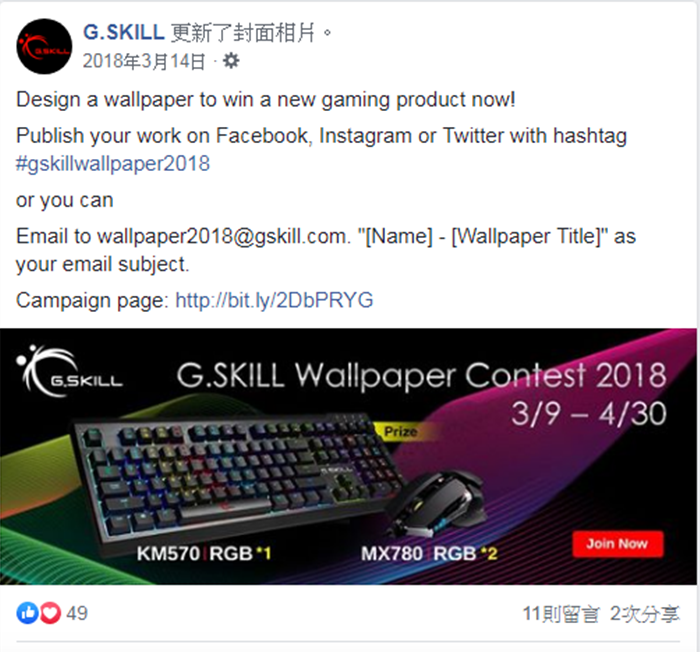 G.SKILL 更新了封面相片。
2018年3月14日 ·
Design a wallpaper to win a new gaming product now!
Publish your work on Facebook, Instagram or Twitter with hashtag
#gskillwallpaper2018
or you can
Email to wallpaper2018@gskill.com. "[Name] - [Wallpaper Title]" as
your email subject.
Campaign page: http://bit.ly/2DbPRYG
G.SKILL
G.SKILL Wallpaper Contest 2018
3/9 – 4/30
Prize
G.SKILL
KM570 | RGB *1
MX780 | RGB *2
Join Now
49
11則留言 2次分享